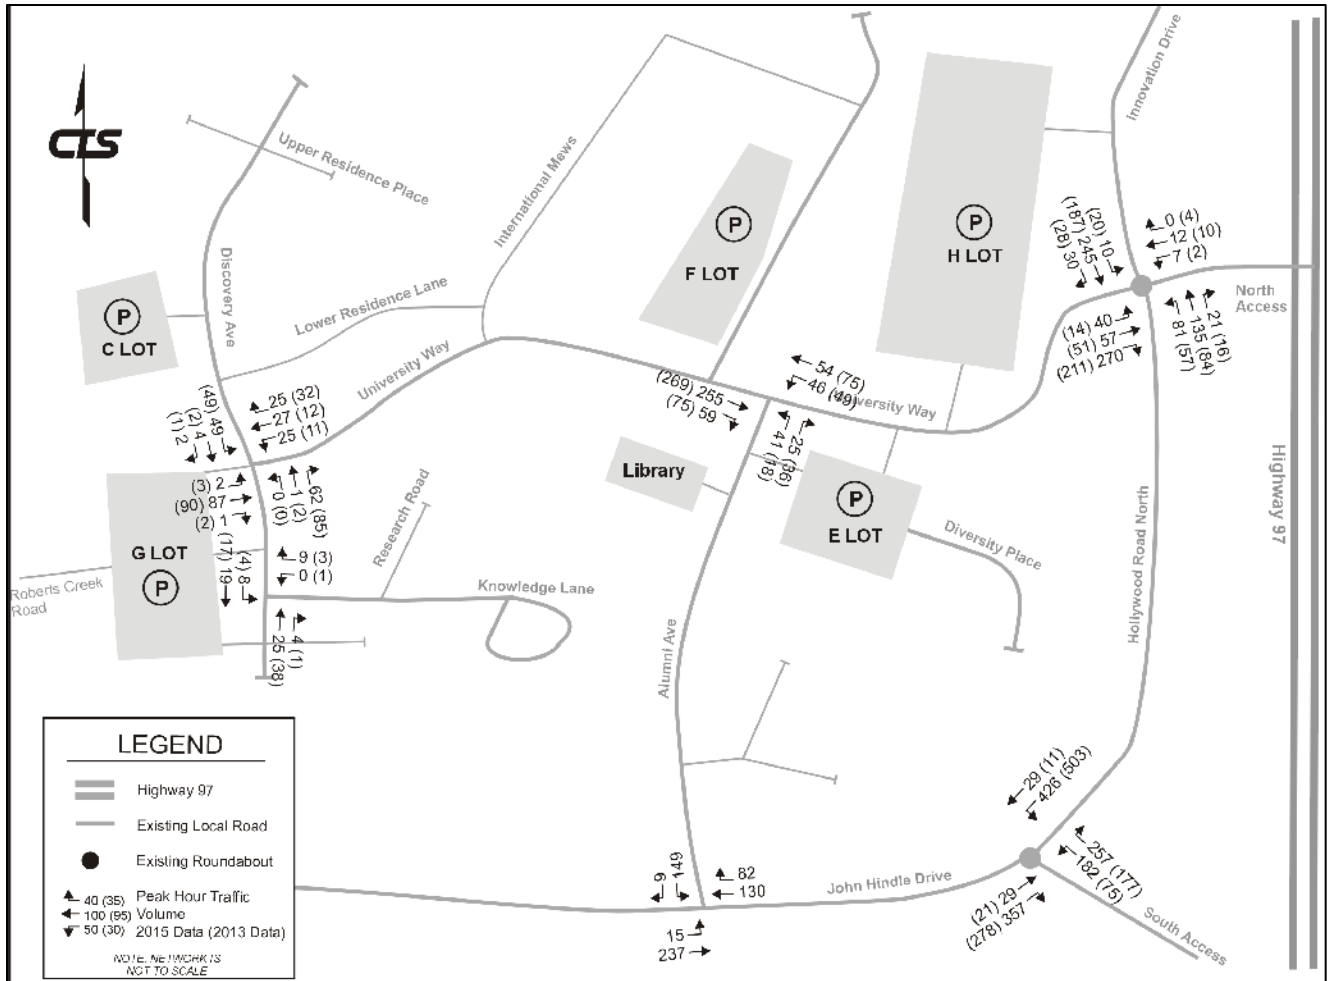 CTS
Upper Residence Place
International Mews
Innovation Drive
Discovery Ave
Lower Residence Lane
University Way
P
C LOT
P
F LOT
P
H LOT
(20) 10
(187) 245
(28) 30
0 (4)
12 (10)
7 (2)
North
Access
(14) 40
(51) 57
(211) 270
21 (16)
135 (84)
81 (57)
54 (75)
46 (49)
University Way
(269) 255
(75) 59
25 (36)
41 (18)
(49) 49
(2) 4
(1) 2
25 (32)
27 (12)
25 (11)
(3) 2
(90) 87
(2) 1
62 (85)
1 (2)
0 (0)
Library
P
E LOT
Diversity Place
Research Road
Hollywood Road North
Highway 97
G LOT
P
(17) 19
(4) 8
9 (3)
0 (1)
Roberts Creek
Road
Knowledge Lane
4 (1)
25 (38)
Alumni Ave
LEGEND
Highway 97
Existing Local Road
Existing Roundabout
40 (35) Peak Hour Traffic
100 (95) Volume
50 (30) 2015 Data (2013 Data)
NOTE: NETWORK IS
NOT TO SCALE
29 (11)
426 (503)
257 (177)
182 (75)
(21) 29
(278) 357
South Access
John Hindle Drive
9
149
82
130
15
237